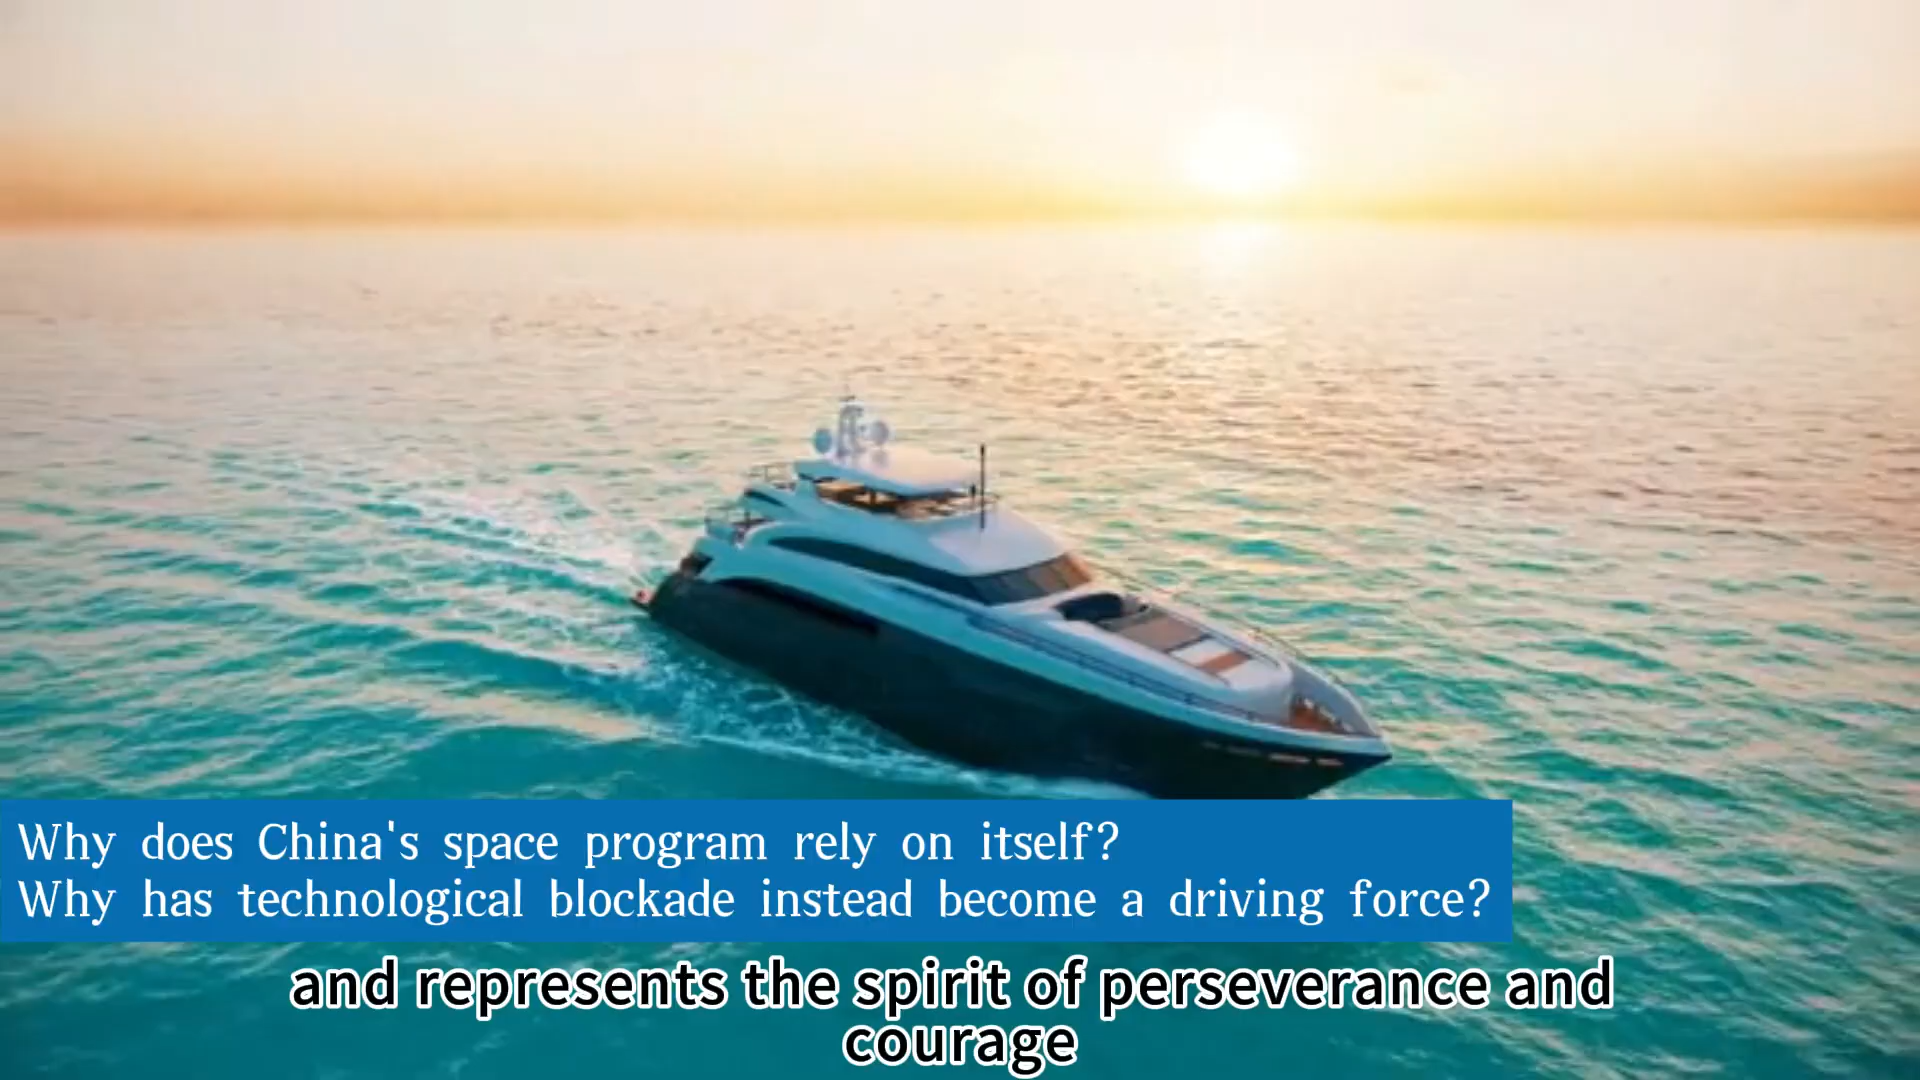 Why does China's space program rely on itself?
Why has technological blockade instead become a driving force?
and represents the spirit of perseverance and
courage